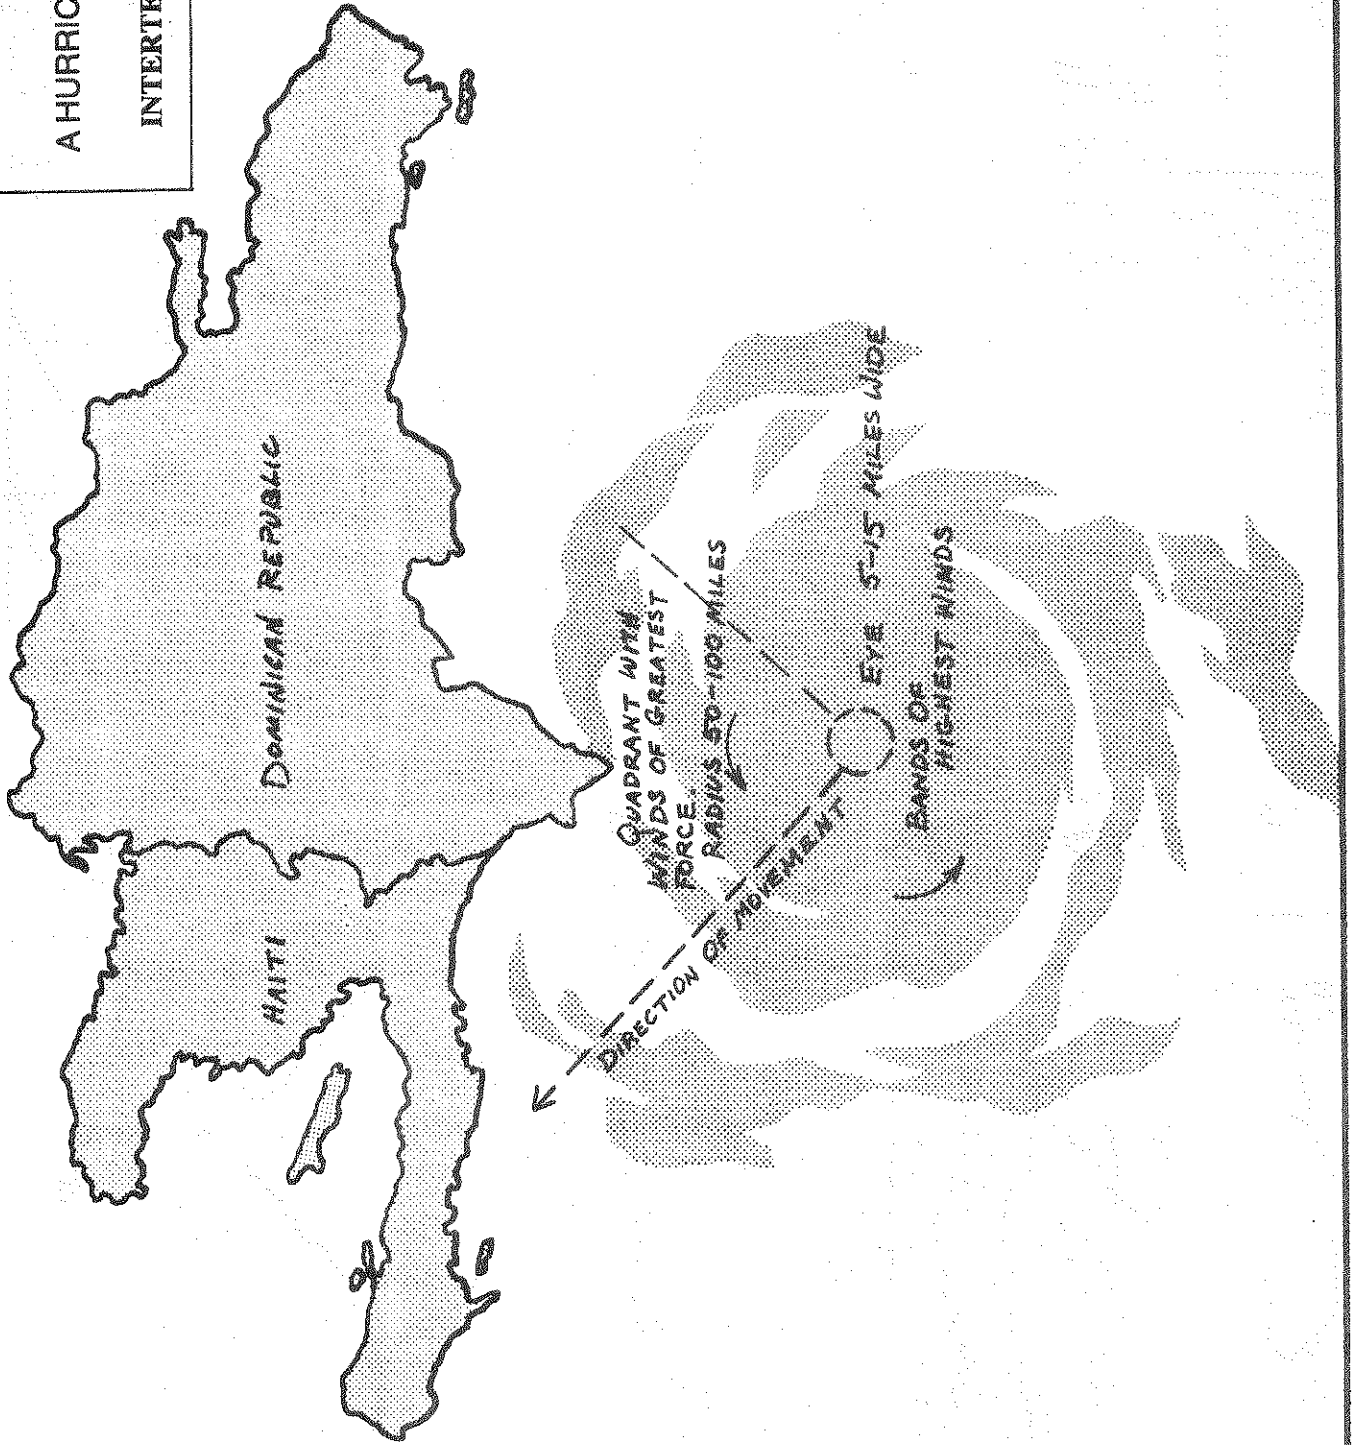 A HURRIC
INTERTE
DOMINICAN REPUBLIC
HAITI
QUADRANT WITH
WINDS OF GREATEST
FORCE.
RADIUS 50-100 MILES
DIRECTION OF MOVEMENT
EYE 5-15 MILES WIDE
BANDS OF
HIGHEST WINDS